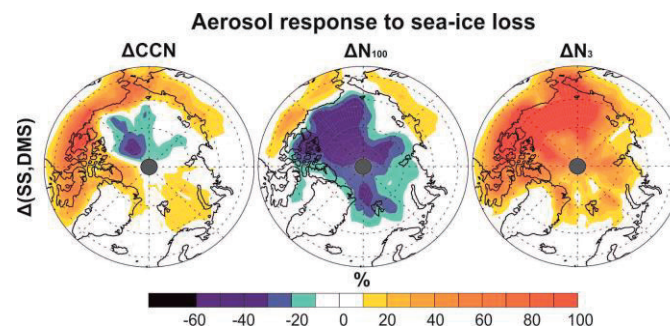 Aerosol response to sea-ice loss
ΔCCN ΔN100 ΔN3
Δ(SS,DMS)
%
-60 -40 -20 0 20 40 60 80 100